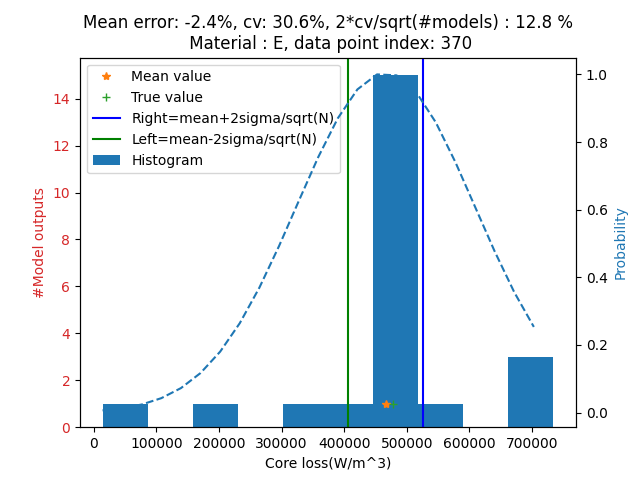 Mean error: -2.4%, cv: 30.6%, 2*cv/sqrt(#models) : 12.8 %
Material : E, data point index: 370
Mean value
True value
Right=mean+2sigma/sqrt(N)
Left=mean-2sigma/sqrt(N)
Histogram
#Model outputs
14
12
10
8
6
4
2
0
1.0
0.8
0.6
0.4
0.2
0.0
Probability
0 100000 200000 300000 400000 500000 600000 700000
Core loss(W/m^3)